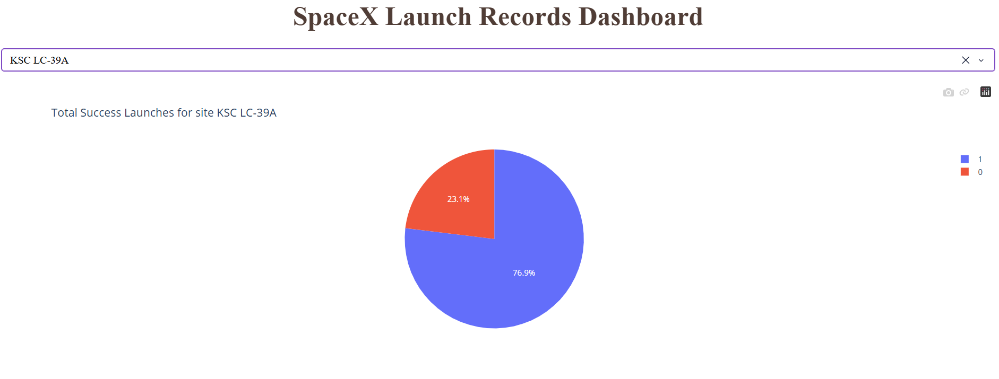 SpaceX Launch Records Dashboard
KSC LC-39A
Total Success Launches for site KSC LC-39A
1
0
23.1%
76.9%